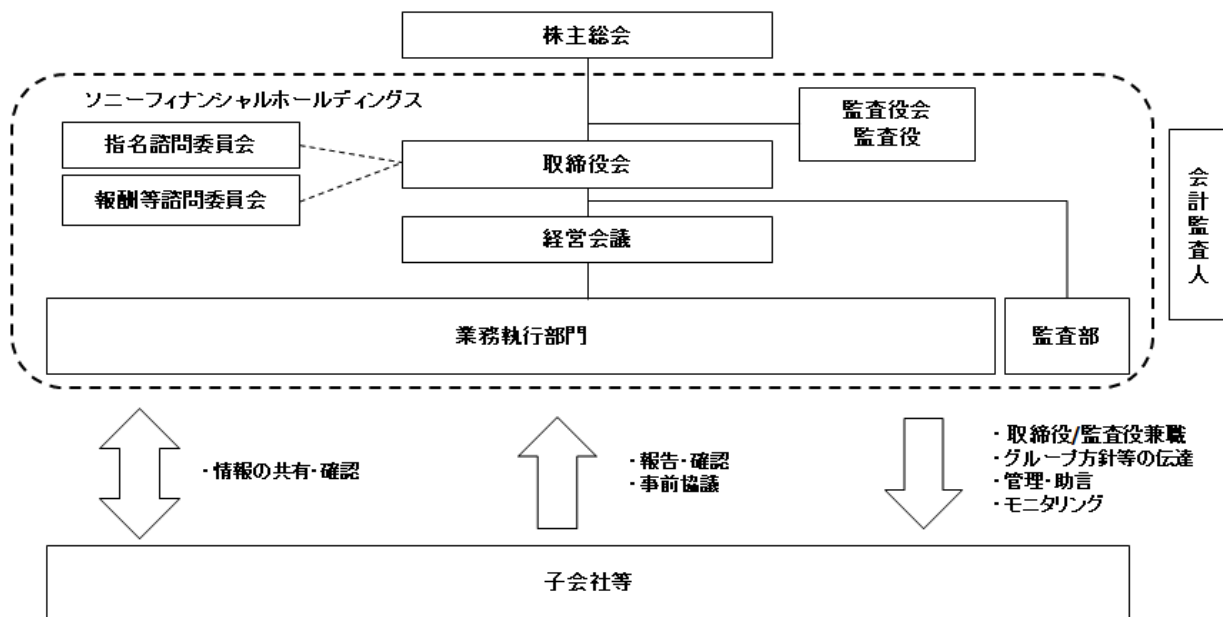 株主総会
ソニーフィナンシャルホールディングス
監査役会
監査役
指名諮問委員会
取締役会
報酬等諮問委員会
経営会議
会計監査人
業務執行部門
監査部
・情報の共有・確認
・報告・確認
・事前協議
・取締役/監査役兼職
・グループ方針等の伝達
・管理・助言
・モニタリング
子会社等